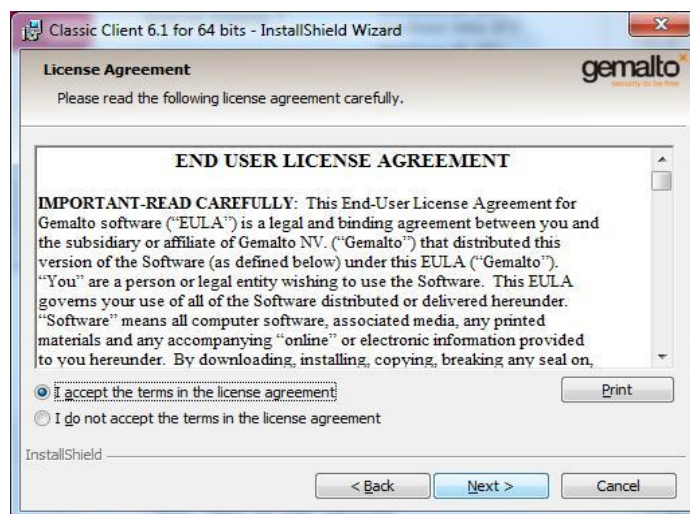 Classic Client 6.1 for 64 bits - InstallShield Wizard
License Agreement
Please read the following license agreement carefully.
gemalto
security to be free
END USER LICENSE AGREEMENT
IMPORTANT-READ CAREFULLY: This End-User License Agreement for
Gemalto software (“EULA”) is a legal and binding agreement between you and
the subsidiary or affiliate of Gemalto NV. (“Gemalto”) that distributed this
version of the Software (as defined below) under this EULA (“Gemalto”).
“You” are a person or legal entity wishing to use the Software. This EULA
governs your use of all of the Software distributed or delivered hereunder.
“Software” means all computer software, associated media, any printed
materials and any accompanying “online” or electronic information provided
to you hereunder. By downloading, installing, copying, breaking any seal on,
I accept the terms in the license agreement
Print
I do not accept the terms in the license agreement
InstallShield
< Back
Next >
Cancel